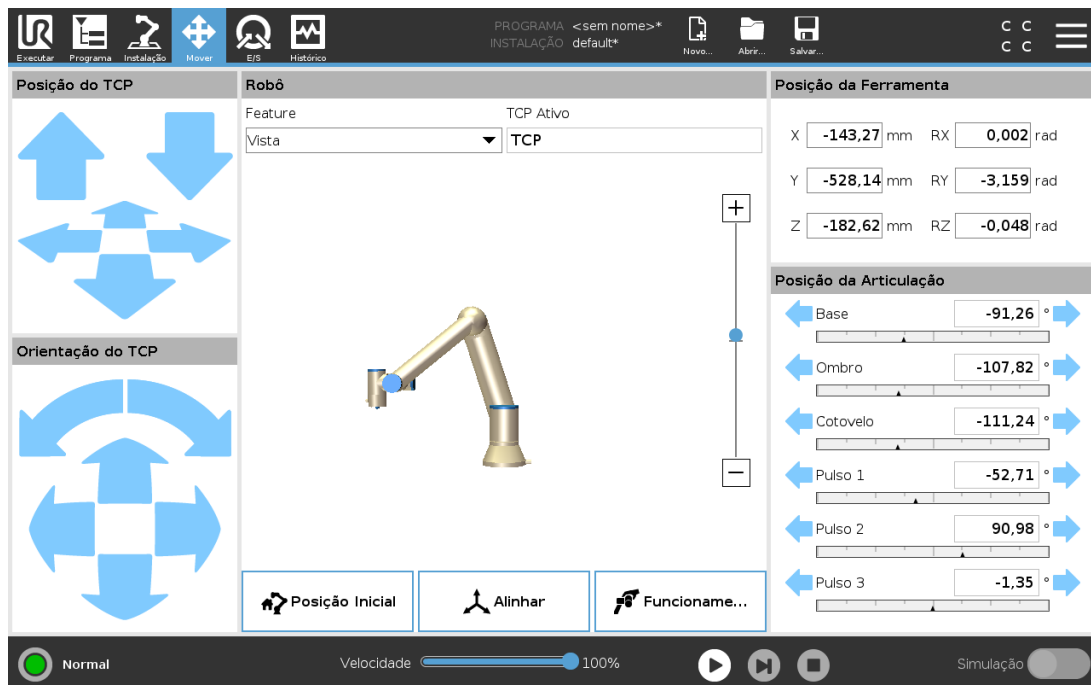 PROGRAMA <sem nome>*
INSTALAÇÃO default*
C C
C C
Executar Programa Instalação Mover E/S Histórico Novo... Abrir... Salvar...
Posição do TCP
Robô
Posição da Ferramenta
Feature TCP Ativo
Vista TCP
X -143,27 mm RX 0,002 rad
Y -528,14 mm RY -3,159 rad
Z -182,62 mm RZ -0,048 rad
Posição da Articulação
Base -91,26 °
Ombro -107,82 °
Cotovelo -111,24 °
Pulso 1 -52,71 °
Pulso 2 90,98 °
Pulso 3 -1,35 °
Orientação do TCP
Posição Inicial Alinhar Funcioname...
Normal Velocidade 100% Simulação